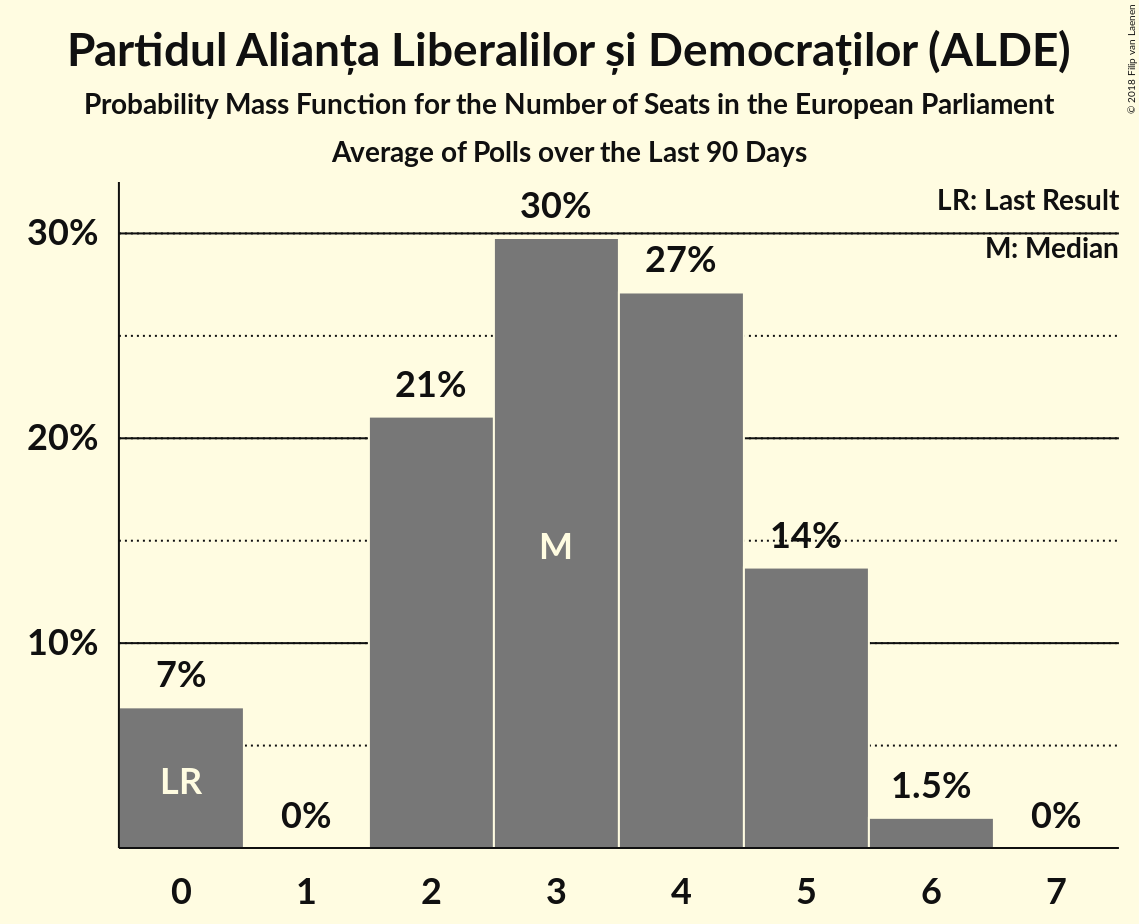 Partidul Alianța Liberalilor și Democraților (ALDE)
Probability Mass Function for the Number of Seats in the European Parliament
Average of Polls over the Last 90 Days
© 2018 Filip van Laenen
LR: Last Result
M: Median
30%
20%
10%
7%
0%
21%
30%
27%
14%
1.5%
0%
LR
M
0 1 2 3 4 5 6 7